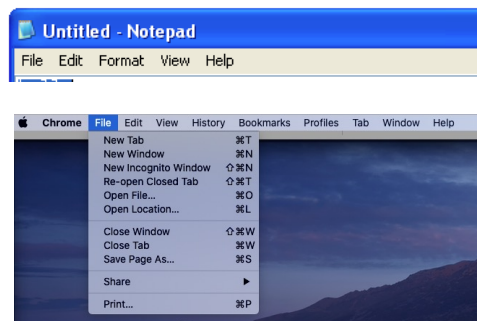 Untitled - Notepad
File Edit Format View Help
Chrome File Edit View History Bookmarks Profiles Tab Window Help
New Tab ⌘T
New Window ⌘N
New Incognito Window ⇧⌘N
Re-open Closed Tab ⇧⌘T
Open File... ⌘O
Open Location... ⌘L
Close Window ⇧⌘W
Close Tab ⌘W
Save Page As... ⌘S
Share ▶
Print... ⌘P